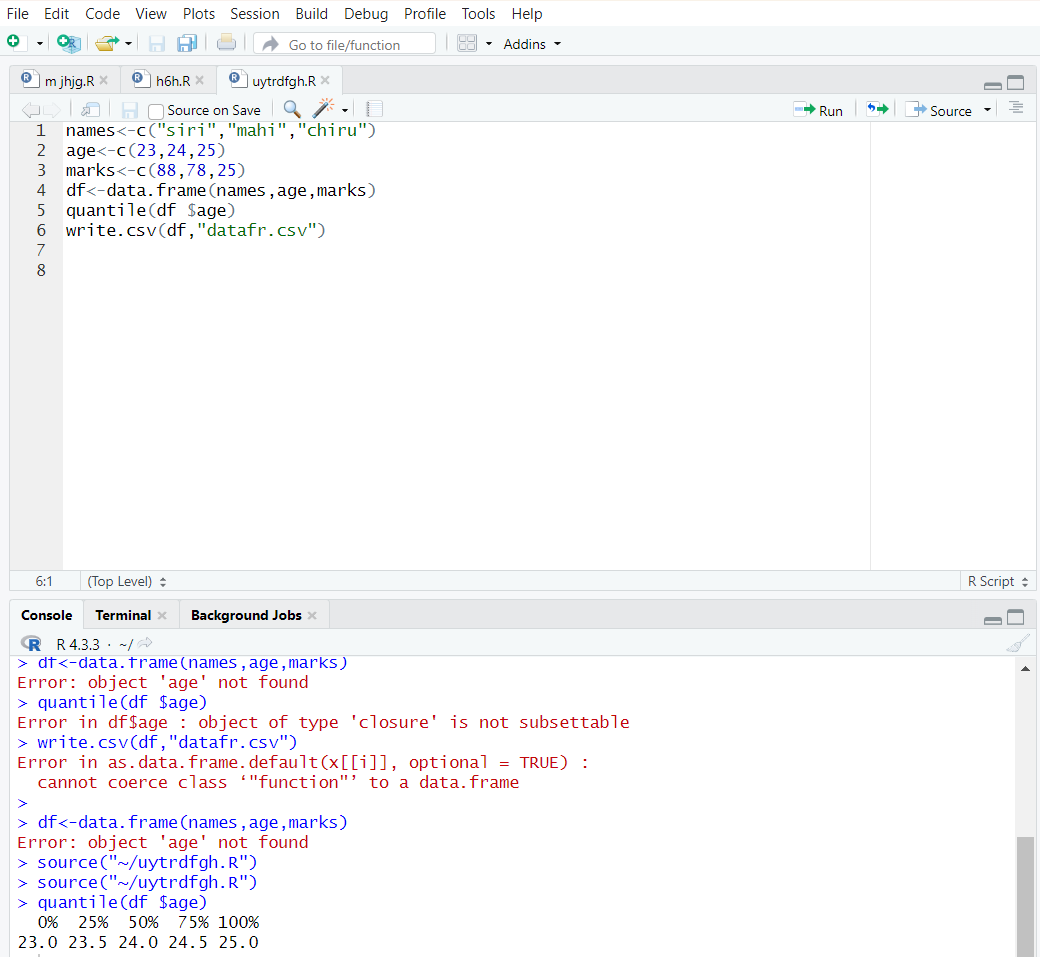 File Edit Code View Plots Session Build Debug Profile Tools Help
Go to file/function Addins
m jhjg.R h6h.R uytrdfgh.R
Source on Save Run Source
1 names<-c("siri","mahi","chiru")
2 age<-c(23,24,25)
3 marks<-c(88,78,25)
4 df<-data.frame(names,age,marks)
5 quantile(df $age)
6 write.csv(df,"datafr.csv")
7
8
6:1 (Top Level) R Script
Console Terminal Background Jobs
R 4.3.3 · ~/
> df<-data.frame(names,age,marks)
Error: object 'age' not found
> quantile(df $age)
Error in df$age : object of type 'closure' is not subsettable
> write.csv(df,"datafr.csv")
Error in as.data.frame.default(x[[i]], optional = TRUE) :
  cannot coerce class ‘"function"’ to a data.frame
>
> df<-data.frame(names,age,marks)
Error: object 'age' not found
> source("~/uytrdfgh.R")
> source("~/uytrdfgh.R")
> quantile(df $age)
  0%  25%  50%  75% 100%
23.0 23.5 24.0 24.5 25.0